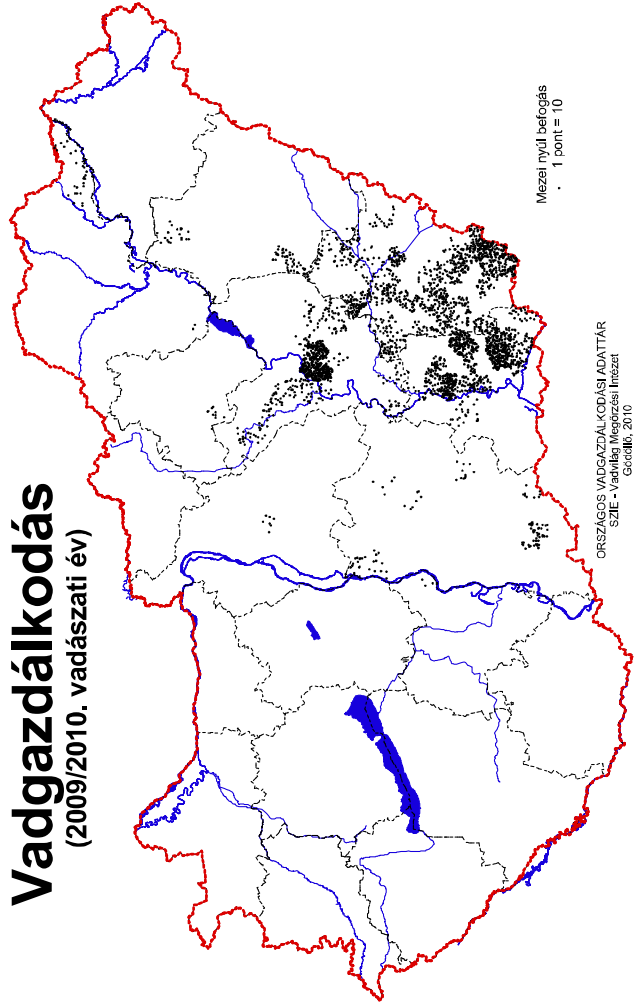 Vadgazdálkodás
(2009/2010. vadászati év)
Mezei nyúl befogás
· 1 pont = 10
ORSZÁGOS VADGAZDÁLKODÁSI ADATTÁR
SZIE - Vadvilág Megőrzési Intézet
Gödöllő, 2010